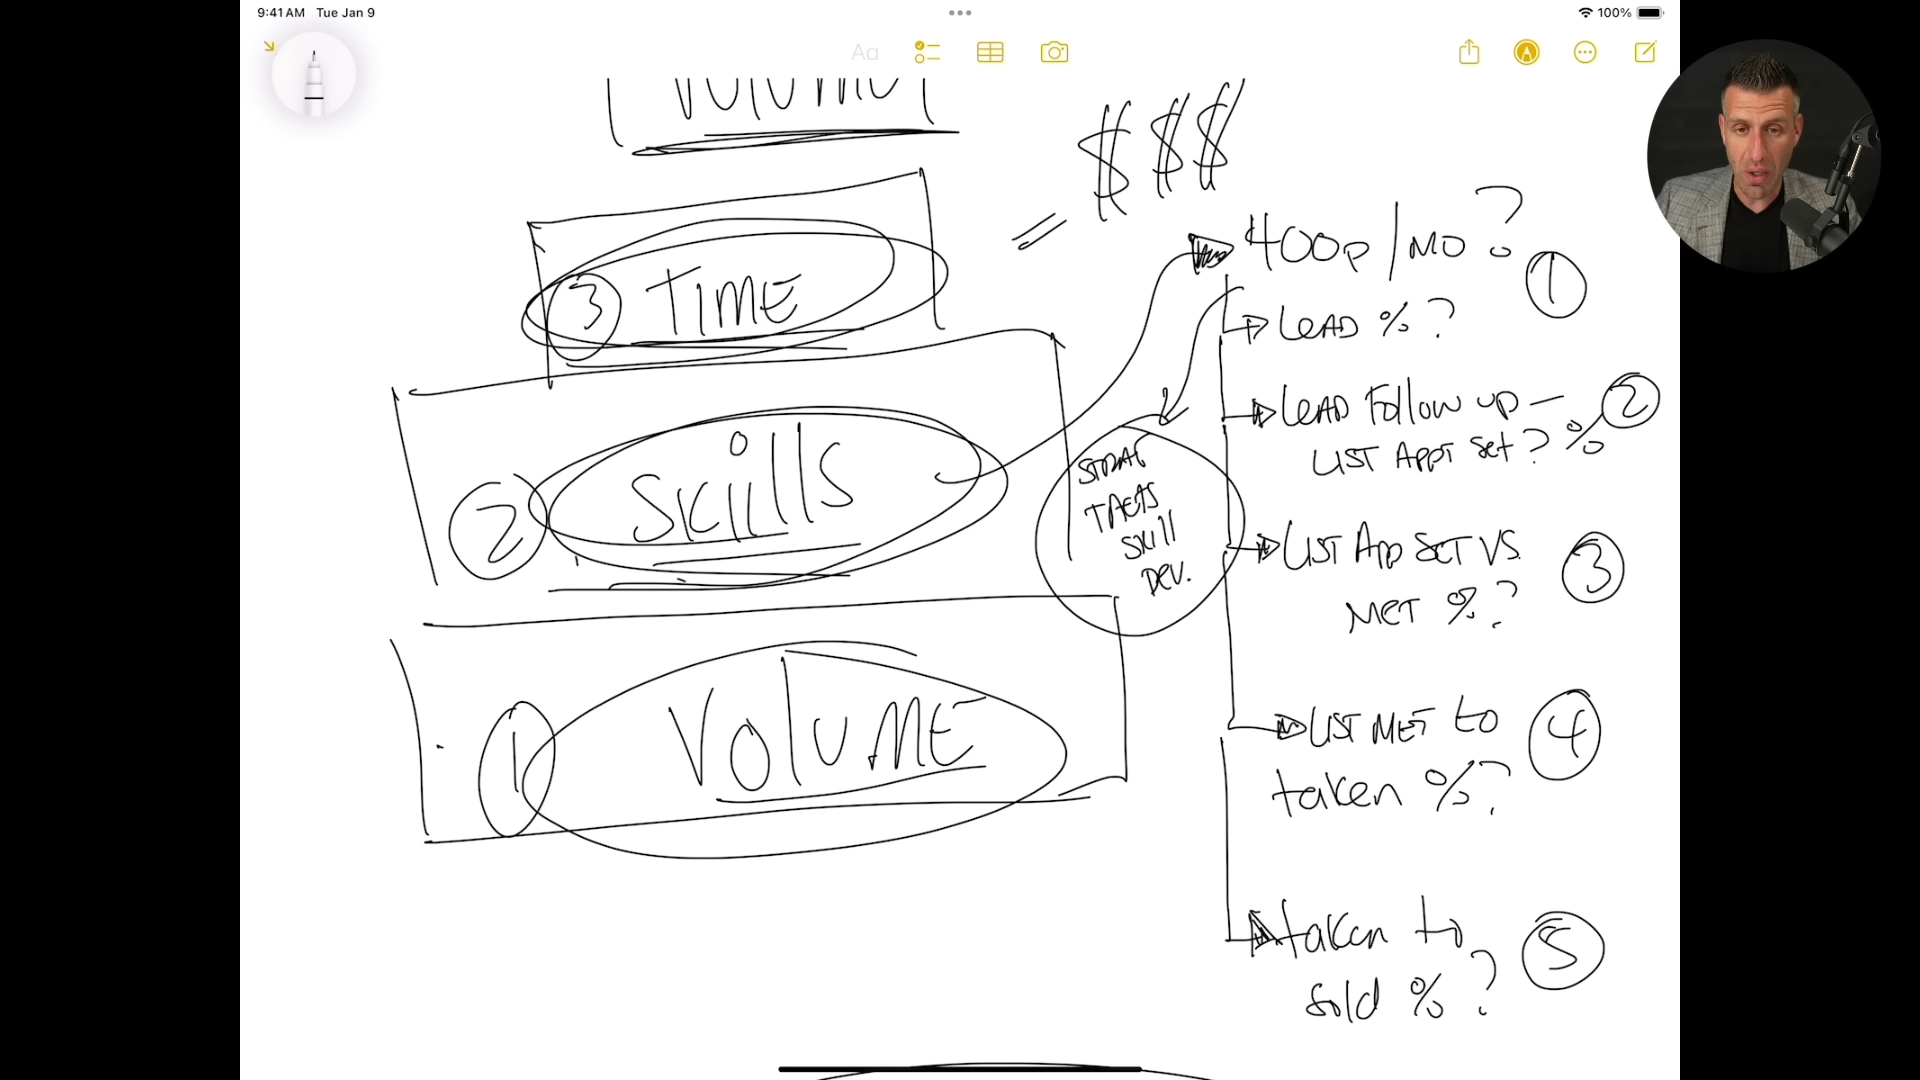 9:41 AM Tue Jan 9
100%
Aa
VOLUME
$$$
=
3 TIME
400p/MO?
1
LEAD %?
LEAD Follow up —
LIST APPT Set? %
2
2 Skills
STRAT
TACTS
Skill
DEV.
LIST App SET VS.
MET %?
3
1 VOLUME
LIST MET to
taken %?
4
taken to
Sold %?
5